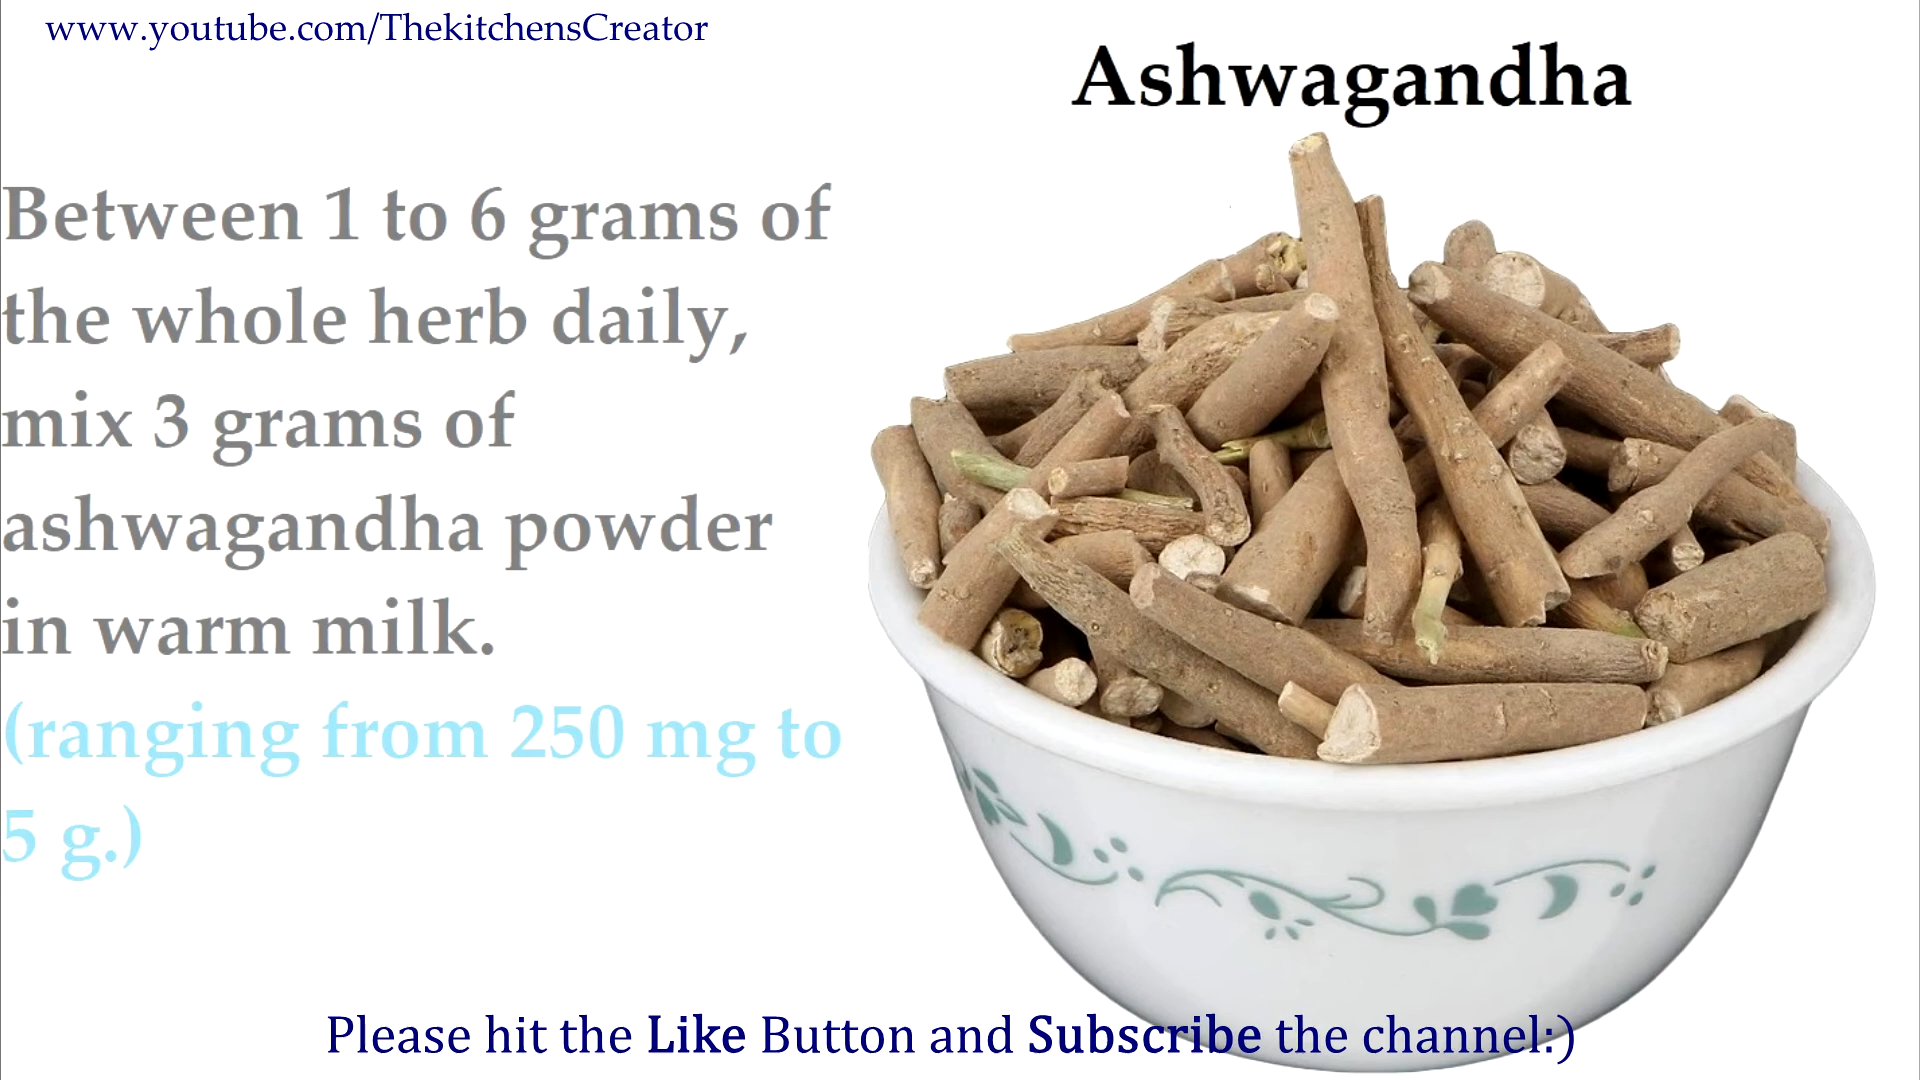 www.youtube.com/ThekitchensCreator
Ashwagandha
Between 1 to 6 grams of
the whole herb daily,
mix 3 grams of
ashwagandha powder
in warm milk.
(ranging from 250 mg to
5 g.)
Please hit the Like Button and Subscribe the channel:)